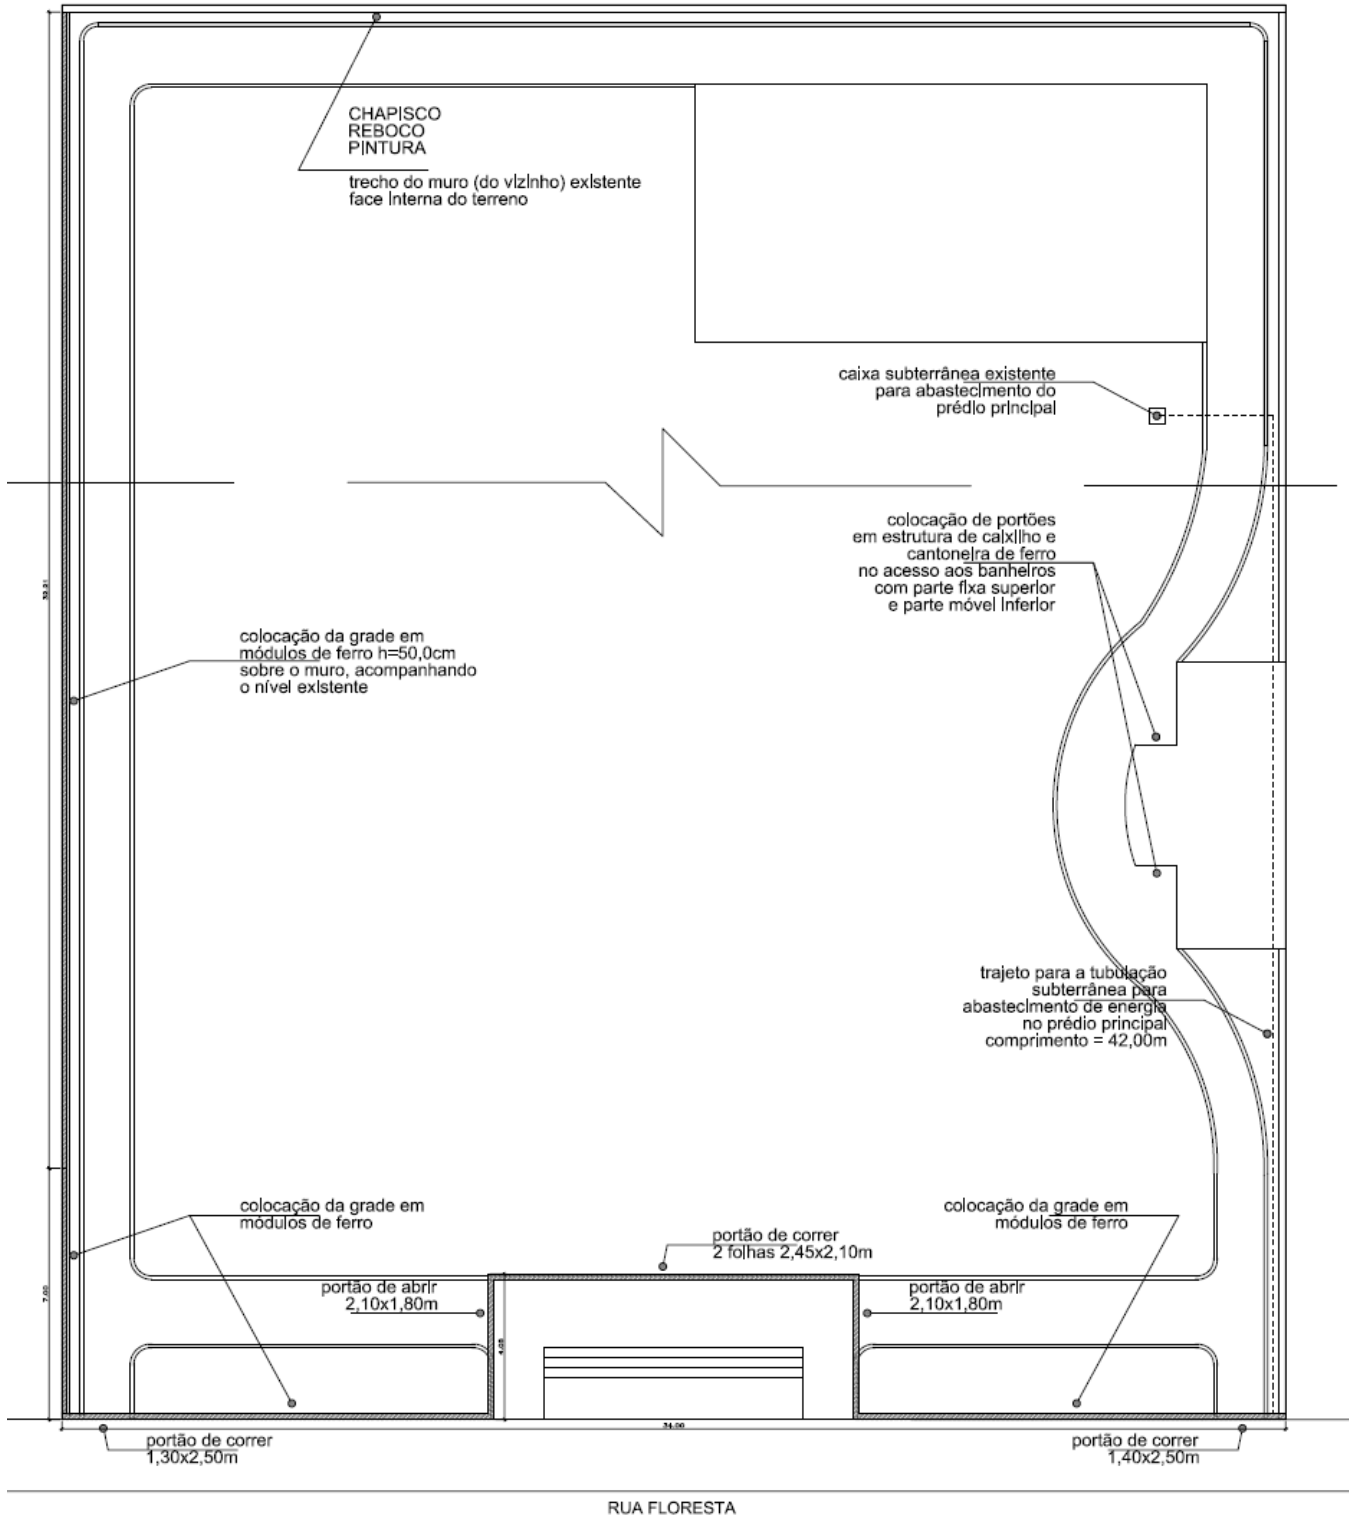 CHAPISCO
REBOCO
PINTURA
trecho do muro (do vizinho) existente
face interna do terreno
caixa subterrânea existente
para abastecimento do
prédio principal
colocação de portões
em estrutura de caixilho e
cantoneira de ferro
no acesso aos banheiros
com parte fixa superior
e parte móvel inferior
colocação da grade em
módulos de ferro h=50,0cm
sobre o muro, acompanhando
o nível existente
trajeto para a tubulação
subterrânea para
abastecimento de energia
no prédio principal
comprimento = 42,00m
colocação da grade em
módulos de ferro
colocação da grade em
módulos de ferro
portão de correr
2 folhas 2,45x2,10m
portão de abrir
2,10x1,80m
portão de abrir
2,10x1,80m
7.00
34.00
portão de correr
1,30x2,50m
portão de correr
1,40x2,50m
RUA FLORESTA